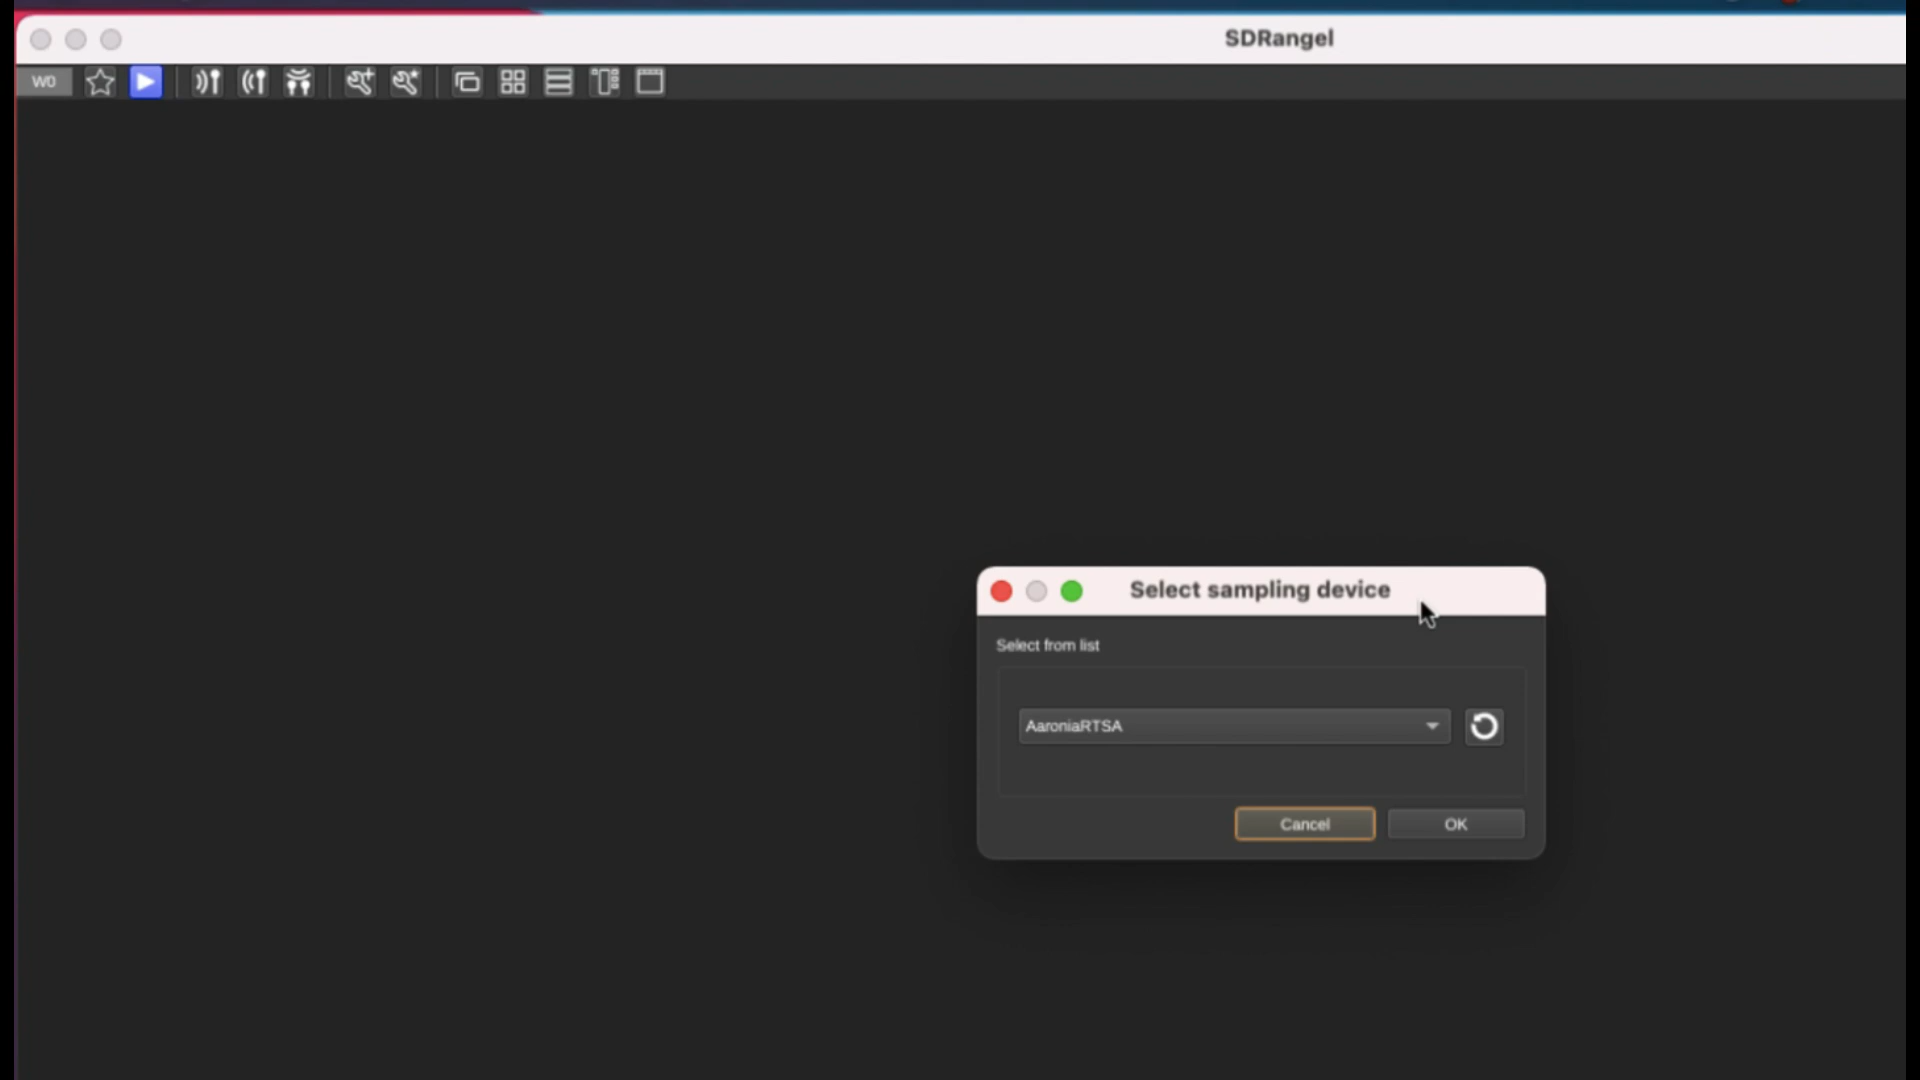 SDRangel
W0
Select sampling device
Select from list
AaroniaRTSA
Cancel
OK